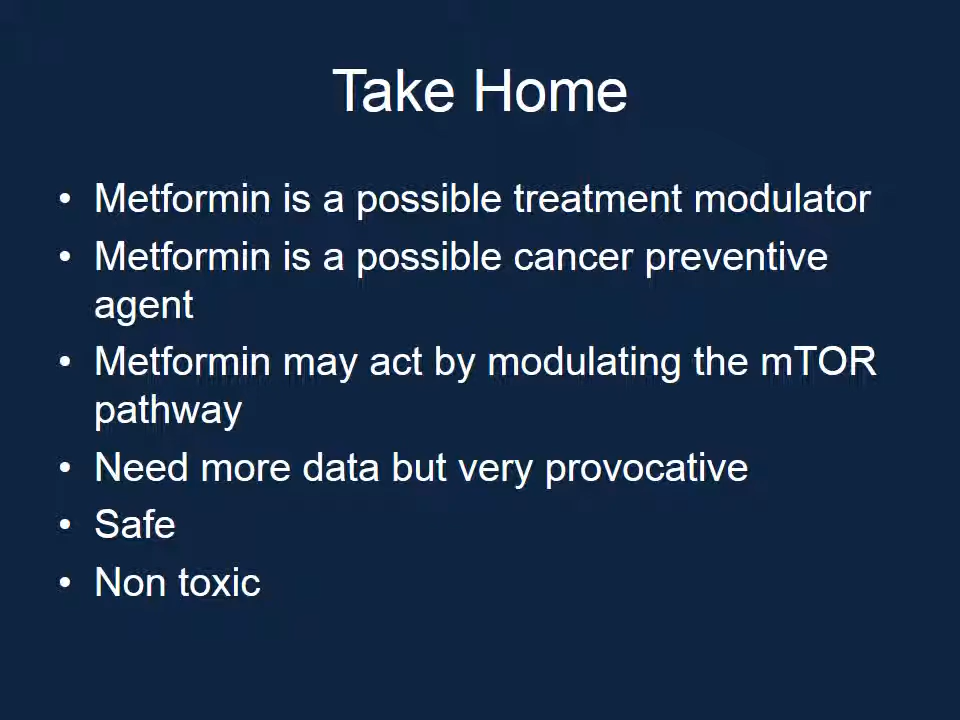 Take Home
• Metformin is a possible treatment modulator
• Metformin is a possible cancer preventive
agent
• Metformin may act by modulating the mTOR
pathway
• Need more data but very provocative
• Safe
• Non toxic